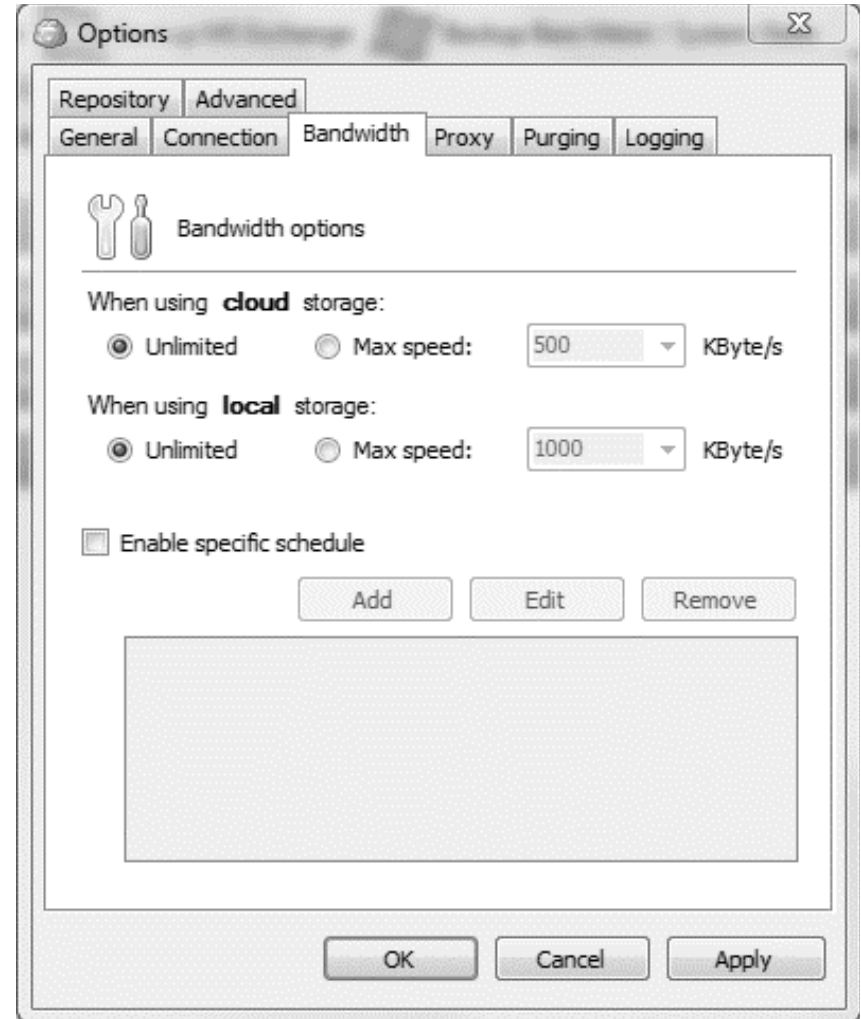 Options
Repository Advanced
General Connection Bandwidth Proxy Purging Logging
Bandwidth options
When using cloud storage:
Unlimited Max speed: 500 KByte/s
When using local storage:
Unlimited Max speed: 1000 KByte/s
Enable specific schedule
Add Edit Remove
OK Cancel Apply